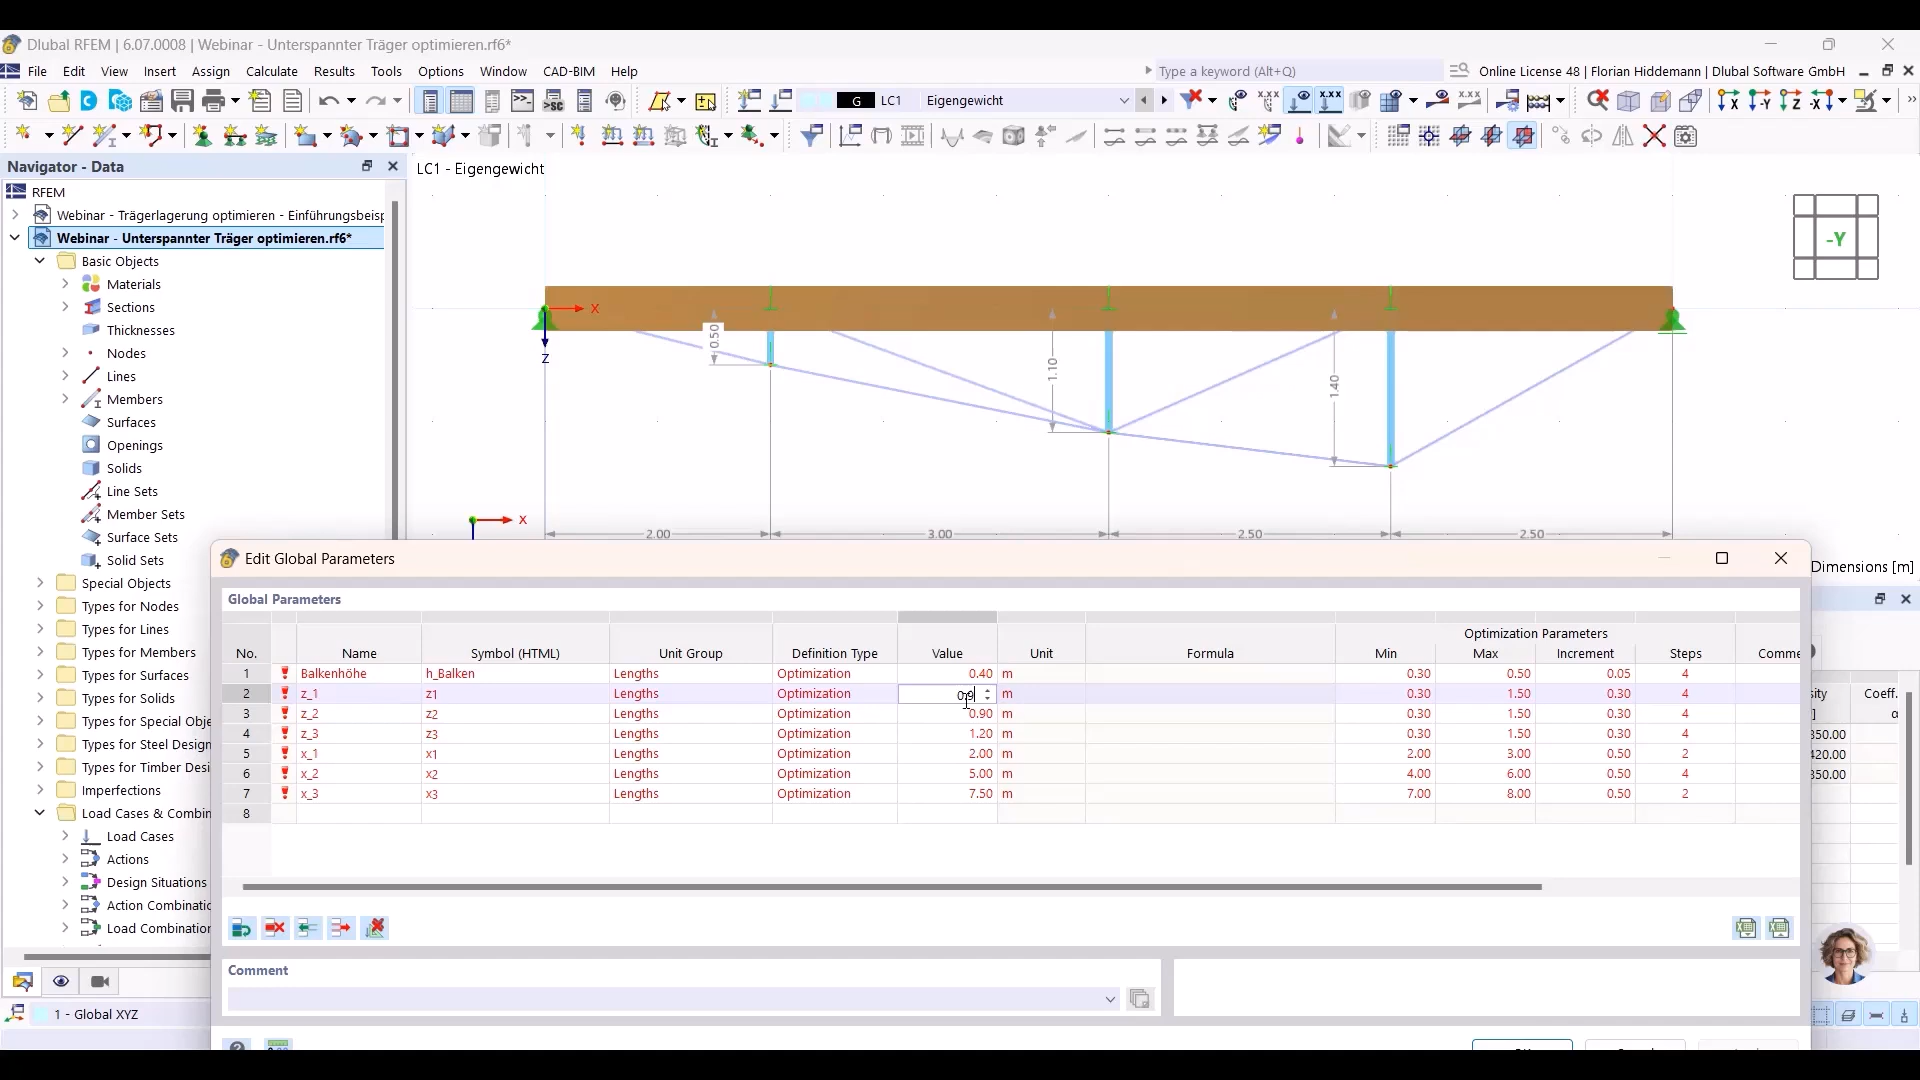 Dlubal RFEM | 6.07.0008 | Webinar - Unterspannter Träger optimieren.rf6*
File Edit View Insert Assign Calculate Results Tools Options Window CAD-BIM Help
Type a keyword (Alt+Q)
Online License 48 | Florian Hiddemann | Dlubal Software GmbH
G LC1 Eigengewicht
Navigator - Data
RFEM
Webinar - Trägerlagerung optimieren - Einführungsbeisp
Webinar - Unterspannter Träger optimieren.rf6*
Basic Objects
Materials
Sections
Thicknesses
Nodes
Lines
Members
Surfaces
Openings
Solids
Line Sets
Member Sets
Surface Sets
Solid Sets
Special Objects
Types for Nodes
Types for Lines
Types for Members
Types for Surfaces
Types for Solids
Types for Special Obje
Types for Steel Design
Types for Timber Desi
Imperfections
Load Cases & Combin
Load Cases
Actions
Design Situations
Action Combinatio
Load Combination
1 - Global XYZ
LC1 - Eigengewicht
X
Z
0.50
1.10
1.40
-Y
X
2.00 3.00 2.50 2.50
Dimensions [m]
Edit Global Parameters
Global Parameters
Optimization Parameters
No. Name Symbol (HTML) Unit Group Definition Type Value Unit Formula Min Max Increment Steps Comme
1 Balkenhöhe h_Balken Lengths Optimization 0.40 m 0.30 0.50 0.05 4
2 z_1 z1 Lengths Optimization 0.9 m 0.30 1.50 0.30 4
3 z_2 z2 Lengths Optimization 0.90 m 0.30 1.50 0.30 4
4 z_3 z3 Lengths Optimization 1.20 m 0.30 1.50 0.30 4
5 x_1 x1 Lengths Optimization 2.00 m 2.00 3.00 0.50 2
6 x_2 x2 Lengths Optimization 5.00 m 4.00 6.00 0.50 4
7 x_3 x3 Lengths Optimization 7.50 m 7.00 8.00 0.50 2
8
Comment
Coeff.
350.00
420.00
350.00